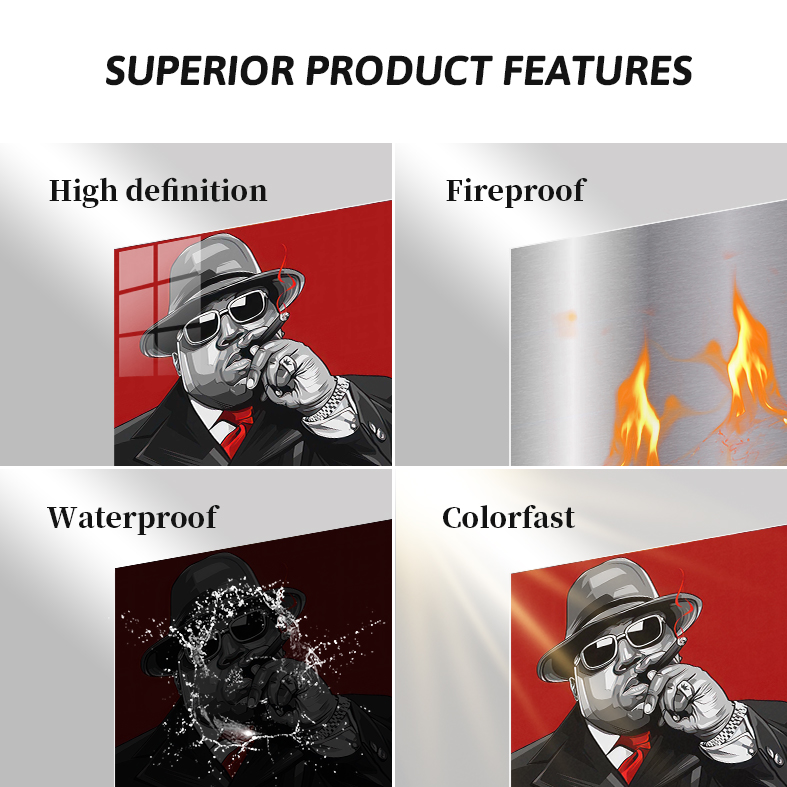 SUPERIOR PRODUCT FEATURES
High definition
Fireproof
Waterproof
Colorfast